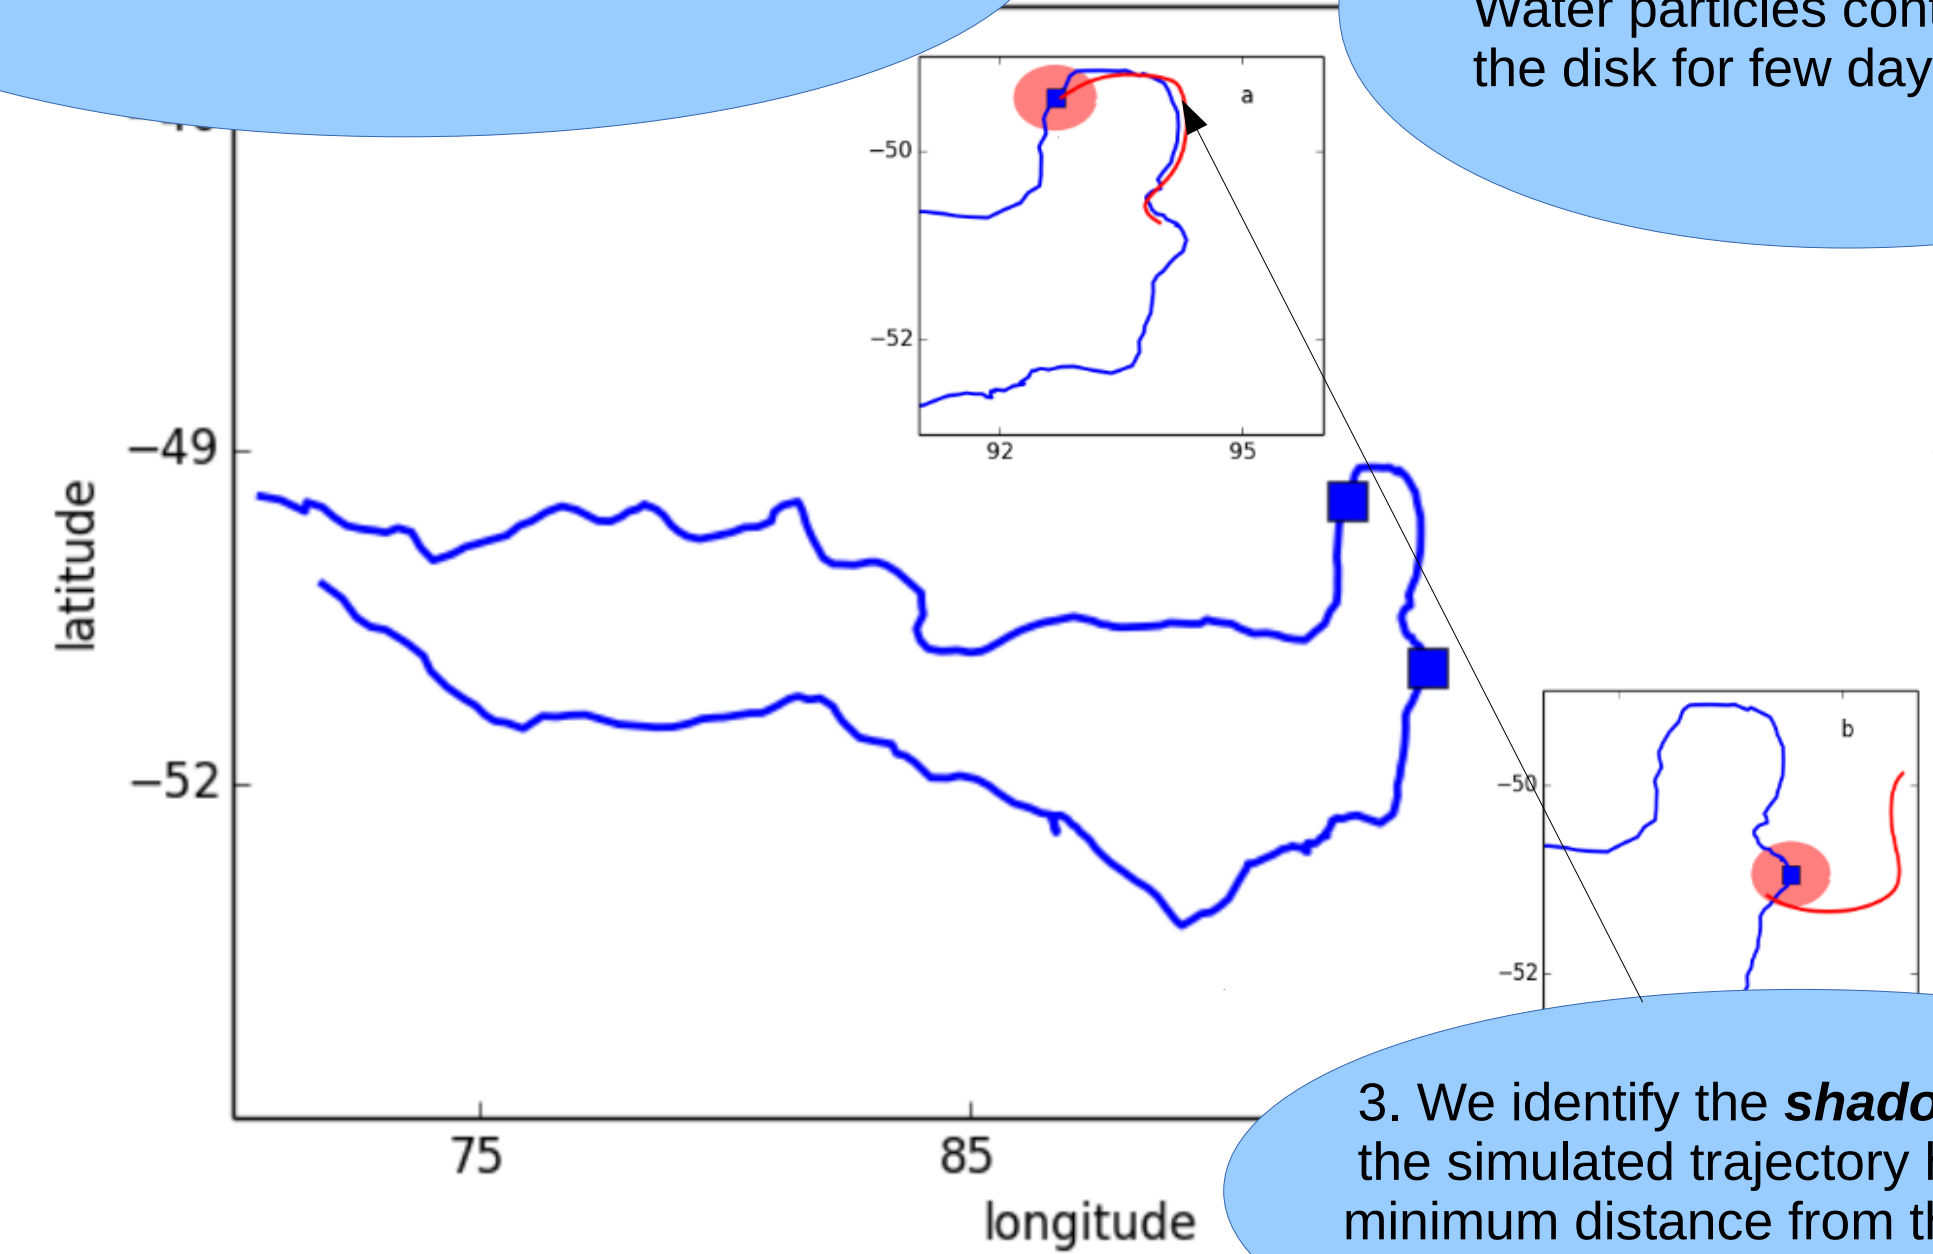 Water particles cont
the disk for few day
a
−50
−52
92
95
−49
−52
latitude
b
−50
−52
75
85
longitude
3. We identify the shado
the simulated trajectory
minimum distance from th